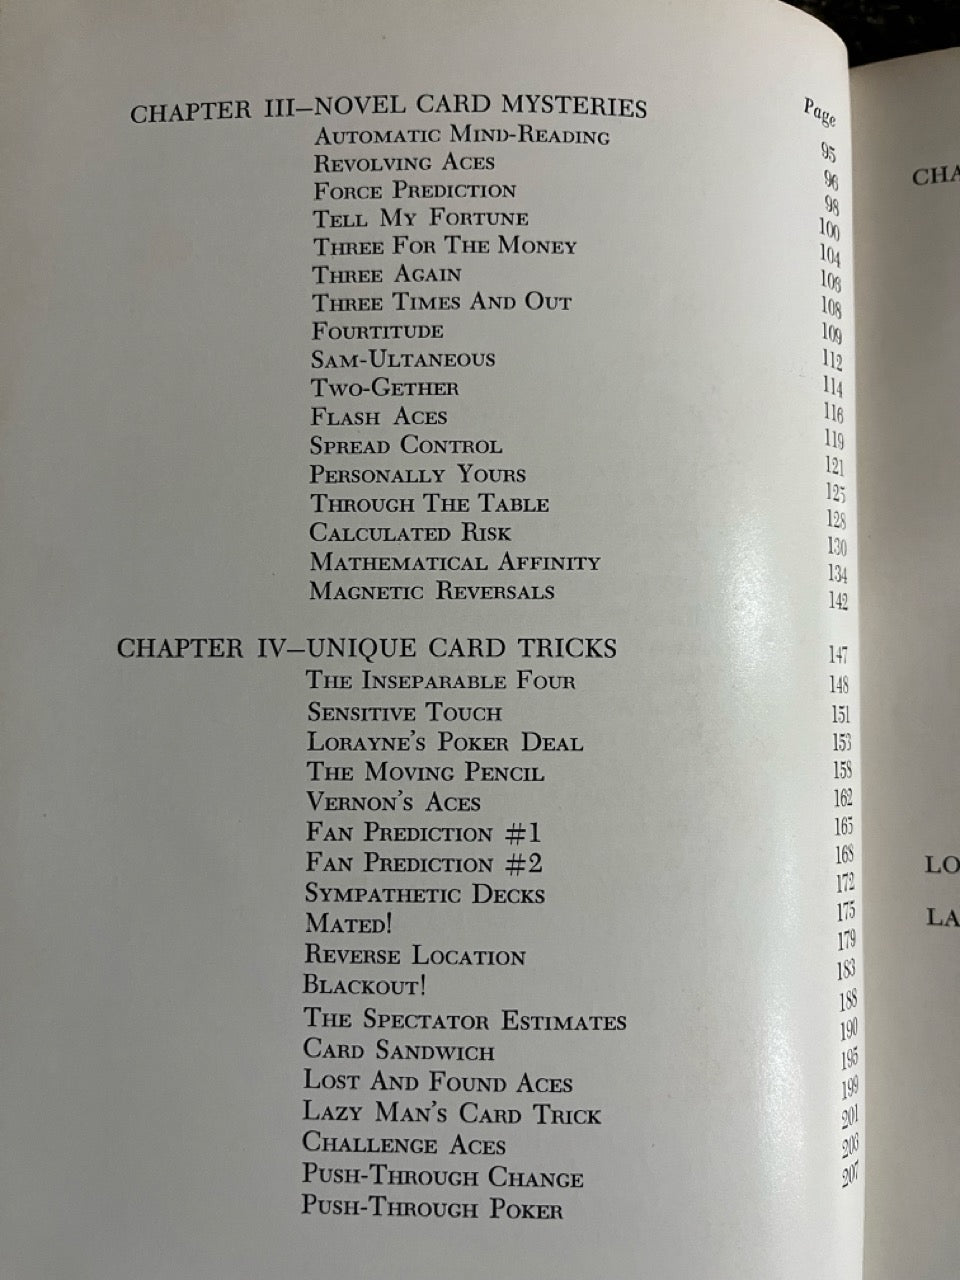 Page
CHAPTER III—NOVEL CARD MYSTERIES 95
AUTOMATIC MIND-READING 96
REVOLVING ACES 98
FORCE PREDICTION 100
TELL MY FORTUNE 104
THREE FOR THE MONEY 106
THREE AGAIN 108
THREE TIMES AND OUT 109
FOURTITUDE 112
SAM-ULTANEOUS 114
TWO-GETHER 116
FLASH ACES 119
SPREAD CONTROL 121
PERSONALLY YOURS 125
THROUGH THE TABLE 128
CALCULATED RISK 130
MATHEMATICAL AFFINITY 134
MAGNETIC REVERSALS 142
CHAPTER IV—UNIQUE CARD TRICKS 147
THE INSEPARABLE FOUR 148
SENSITIVE TOUCH 151
LORAYNE'S POKER DEAL 153
THE MOVING PENCIL 158
VERNON'S ACES 162
FAN PREDICTION #1 165
FAN PREDICTION #2 168
SYMPATHETIC DECKS 172
MATED! 175
REVERSE LOCATION 179
BLACKOUT! 183
THE SPECTATOR ESTIMATES 188
CARD SANDWICH 190
LOST AND FOUND ACES 195
LAZY MAN'S CARD TRICK 199
CHALLENGE ACES 201
PUSH-THROUGH CHANGE 206
PUSH-THROUGH POKER 207
CHA
LO
LA